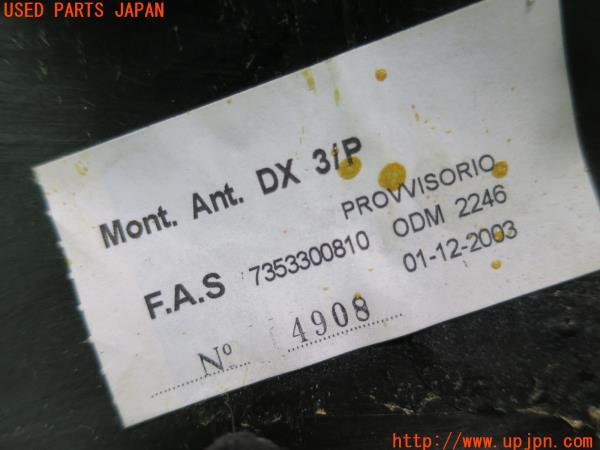 USED PARTS JAPAN
Mont. Ant. DX 3/P
PROVVISORIO
F.A.S 7353300810 ODM 2246
01-12-2003
Nº 4908
http://www.upjpn.com/